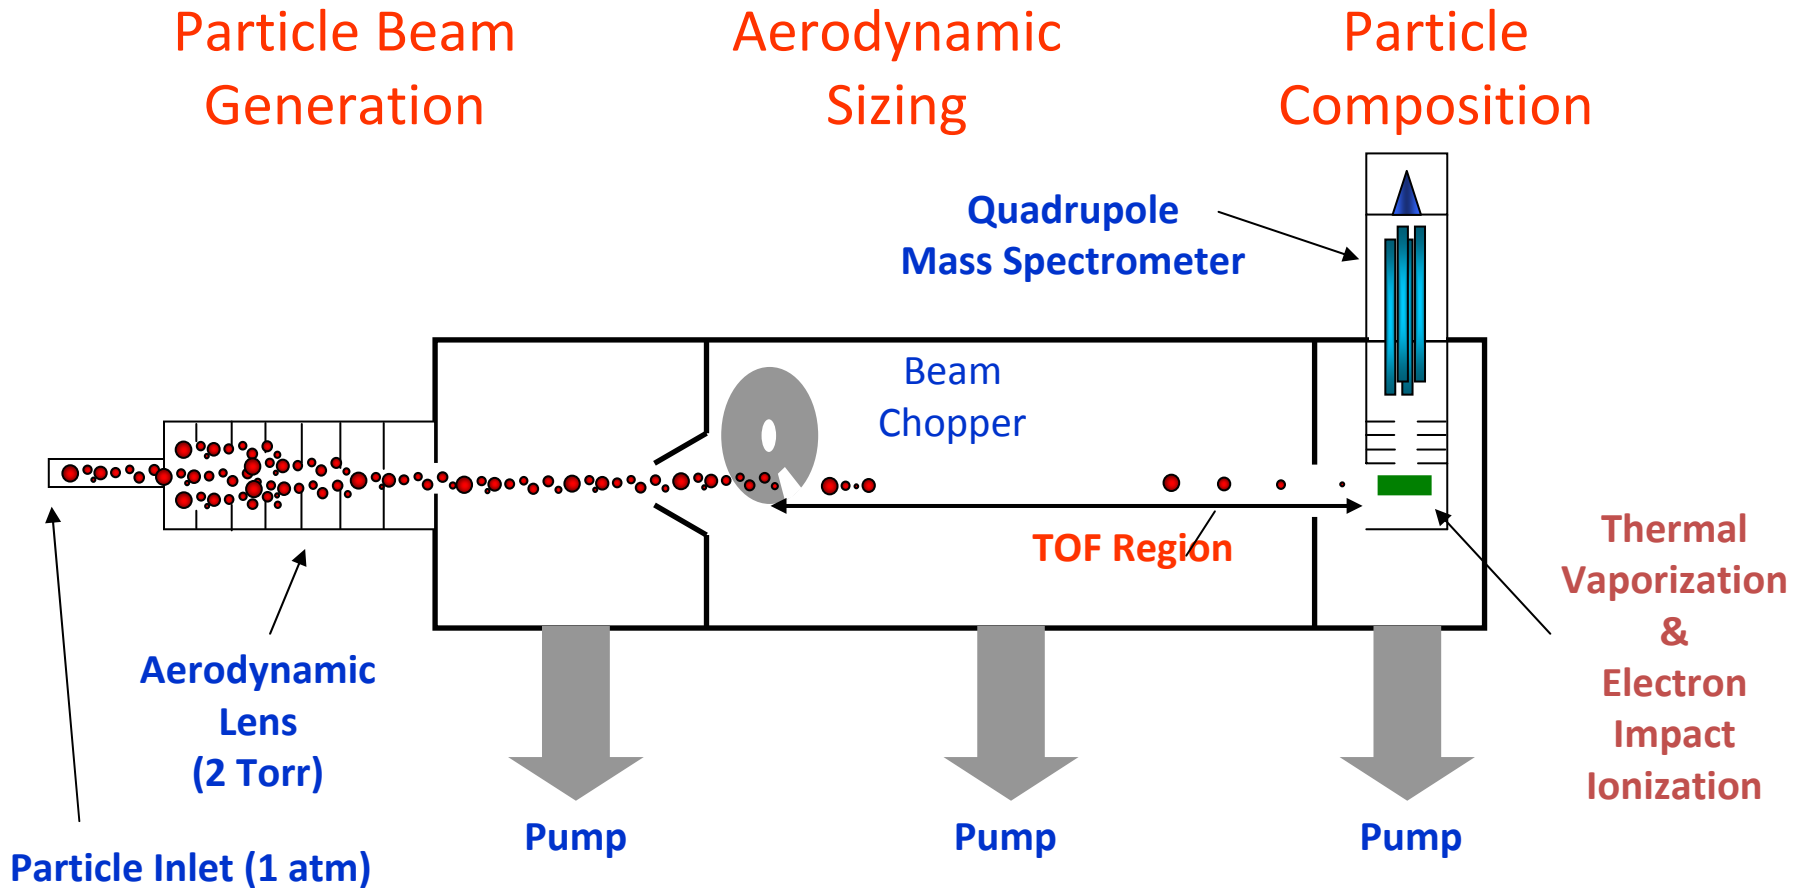 Particle Beam
Generation
Aerodynamic
Sizing
Particle
Composition
Quadrupole
Mass Spectrometer
Beam
Chopper
TOF Region
Thermal
Vaporization
&
Electron
Impact
Ionization
Aerodynamic
Lens
(2 Torr)
Particle Inlet (1 atm)
Pump
Pump
Pump